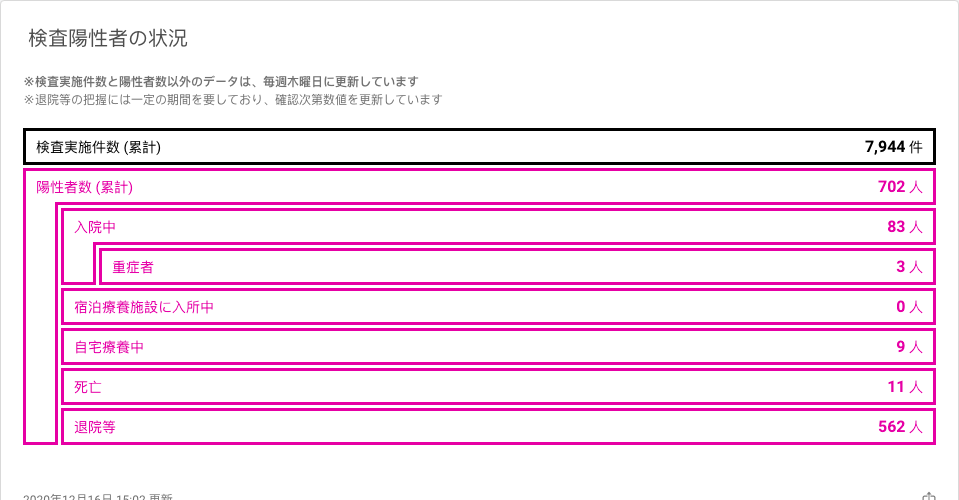 検査陽性者の状況
※検査実施件数と陽性者数以外のデータは、毎週木曜日に更新しています
※退院等の把握には一定の期間を要しており、確認次第数値を更新しています
検査実施件数 (累計) 7,944 件
陽性者数 (累計) 702 人
入院中 83 人
重症者 3 人
宿泊療養施設に入所中 0 人
自宅療養中 9 人
死亡 11 人
退院等 562 人
2020年12月16日 15:02 更新